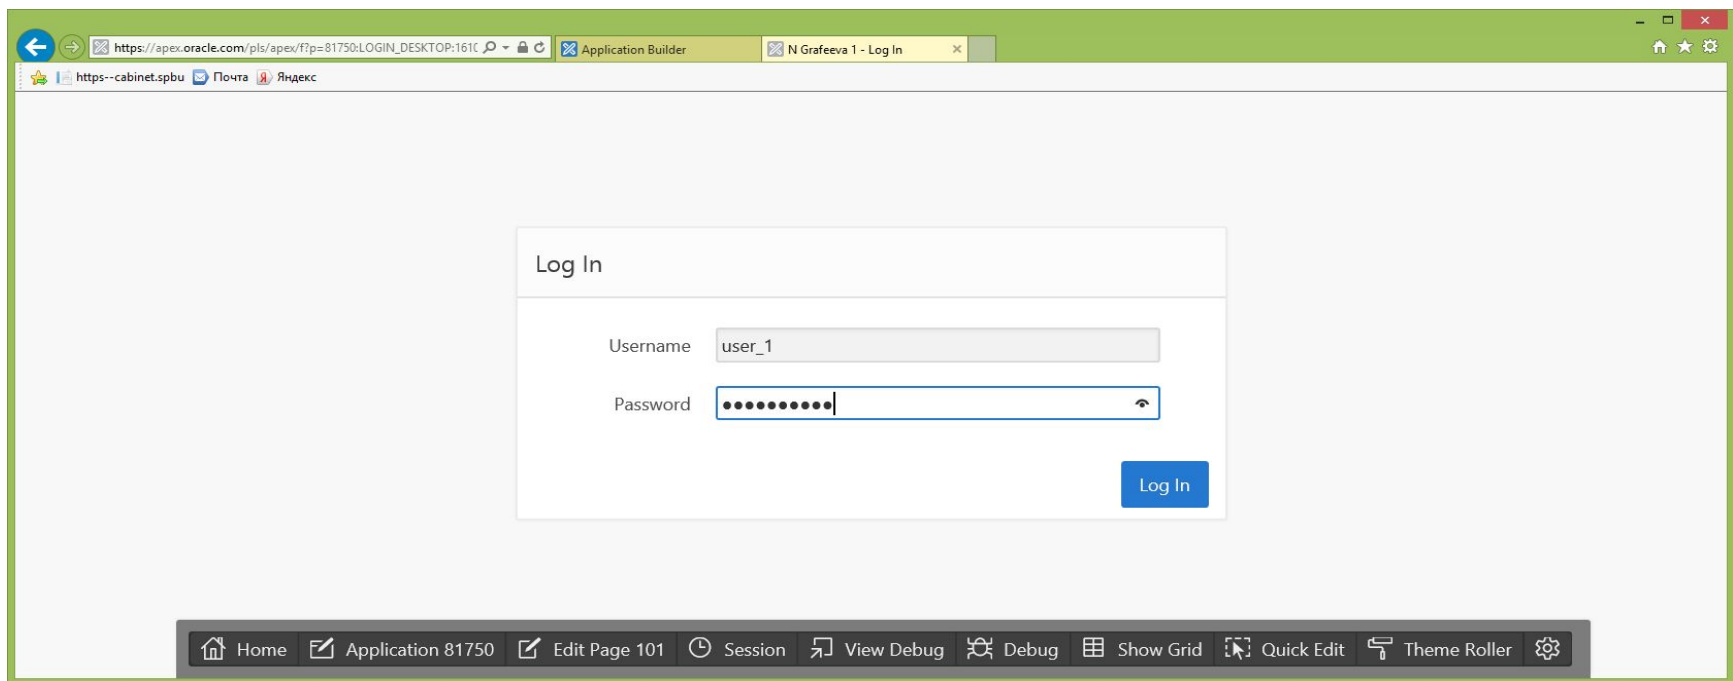 https://apex.oracle.com/pls/apex/f?p=81750:LOGIN_DESKTOP:161 Application Builder N Grafeeva 1 - Log In
https--cabinet.spbu Почта Яндекс
Log In
Username user_1
Password
Log In
Home Application 81750 Edit Page 101 Session View Debug Debug Show Grid Quick Edit Theme Roller